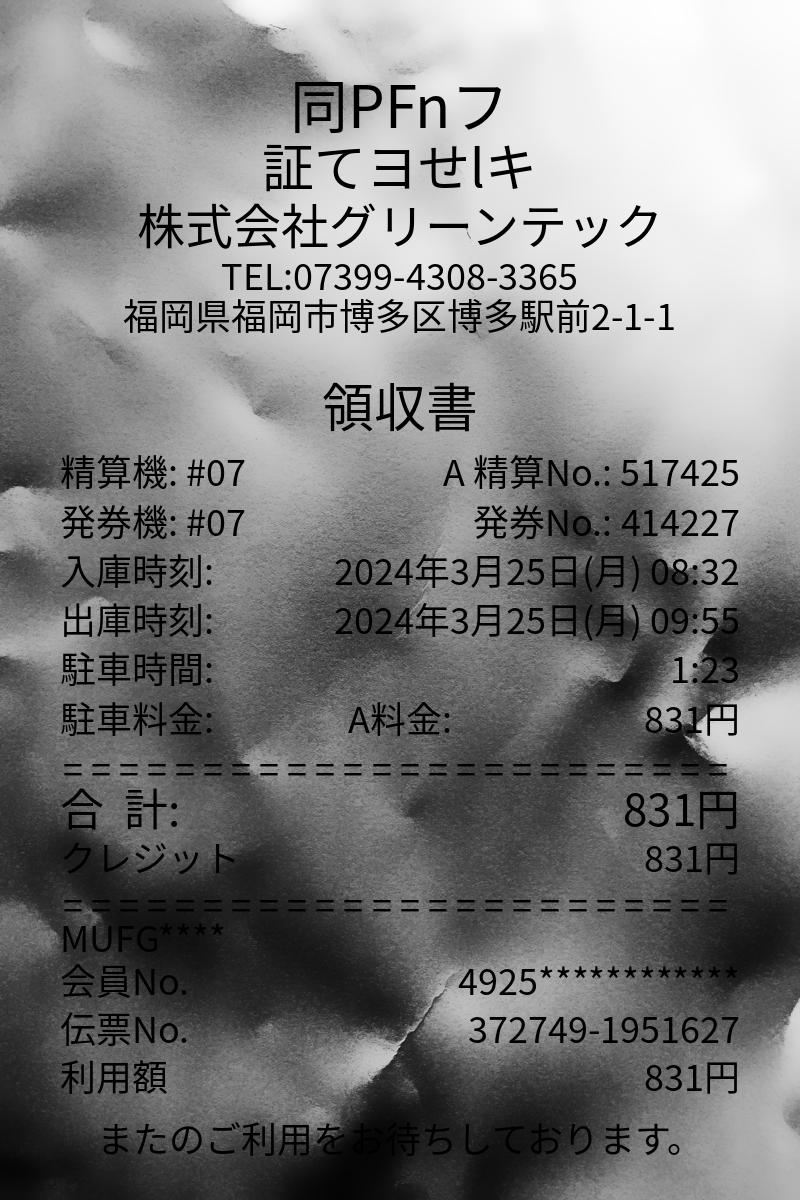 同PFnフ
証てヨせlキ
株式会社グリーンテック
TEL:07399-4308-3365
福岡県福岡市博多区博多駅前2-1-1
領収書
精算機: #07 A 精算No.: 517425
発券機: #07 発券No.: 414227
入庫時刻: 2024年3月25日(月) 08:32
出庫時刻: 2024年3月25日(月) 09:55
駐車時間: 1:23
駐車料金: A料金: 831円
========================
合 計: 831円
クレジット 831円
========================
MUFG****
会員No. 4925************
伝票No. 372749-1951627
利用額 831円
またのご利用をお待ちしております。